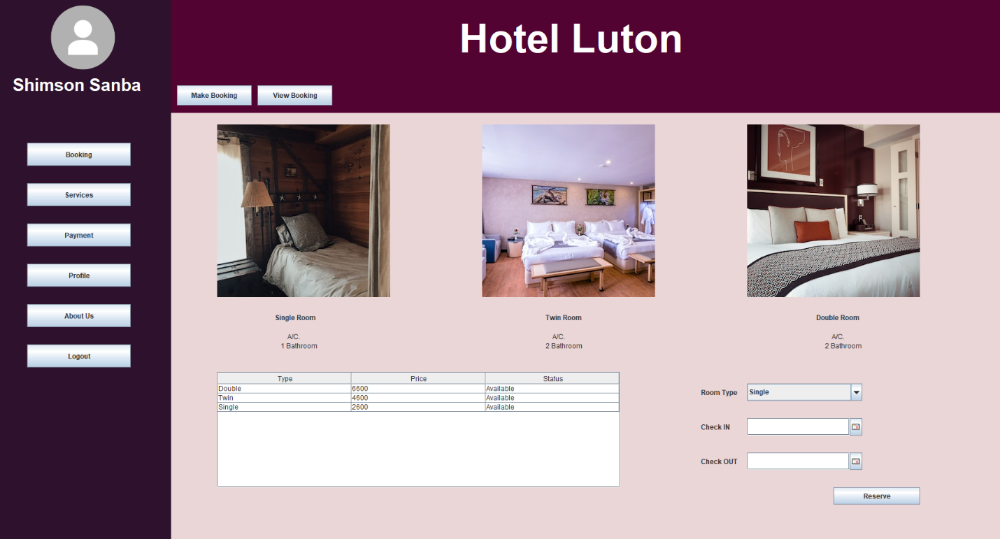 Hotel Luton
Shimson Sanba
Make Booking
View Booking
Booking
Services
Payment
Profile
About Us
Logout
Single Room
A/C.
1 Bathroom
Twin Room
A/C.
2 Bathroom
Double Room
A/C.
2 Bathroom
Type Price Status
Double 6600 Available
Twin 4600 Available
Single 2600 Available
Room Type Single
Check IN
Check OUT
Reserve